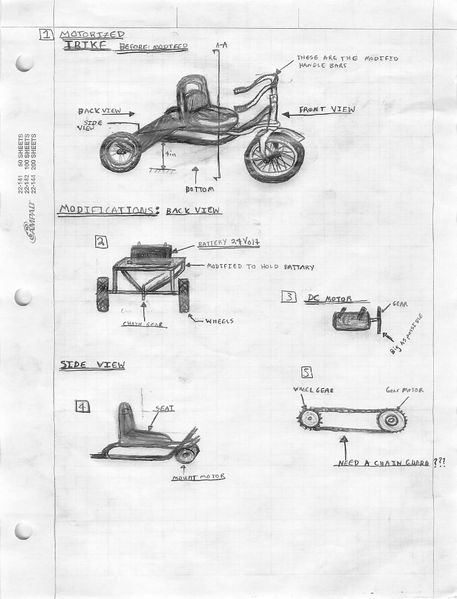 1 MOTORIZED
TRIKE BEFORE MODIFED
A-A
THESE ARE THE MODIFID
HANDLE BARS
BACK VIEW
SIDE
VIEW
FRONT VIEW
4in
BOTTOM
22-141 50 SHEETS
22-142 100 SHEETS
22-144 200 SHEETS
AMPAD
MODIFICATIONS: BACK VIEW
2
BATTERY 24 Volt
MODIFIED TO HOLD BATTARY
CHAIN GEAR
WHEELS
3 DC MOTOR
GEAR
Big AS POSSIBLE
SIDE VIEW
4
SEAT
MOUNT MOTOR
5
WHEEL GEAR
GEAR MOTOR
NEED A CHAIN GUARD ???